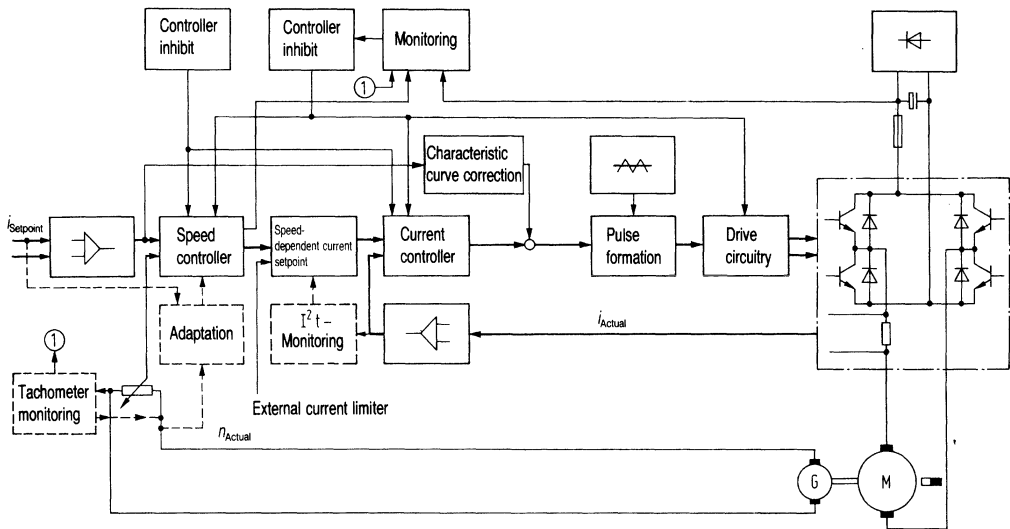 Controller
inhibit
Controller
inhibit
Monitoring
1
Characteristic
curve correction
iSetpoint
Speed
controller
Speed-
dependent current
setpoint
Current
controller
Pulse
formation
Drive
circuitry
Adaptation
I² t –
Monitoring
iActual
1
Tachometer
monitoring
External current limiter
nActual
G
M